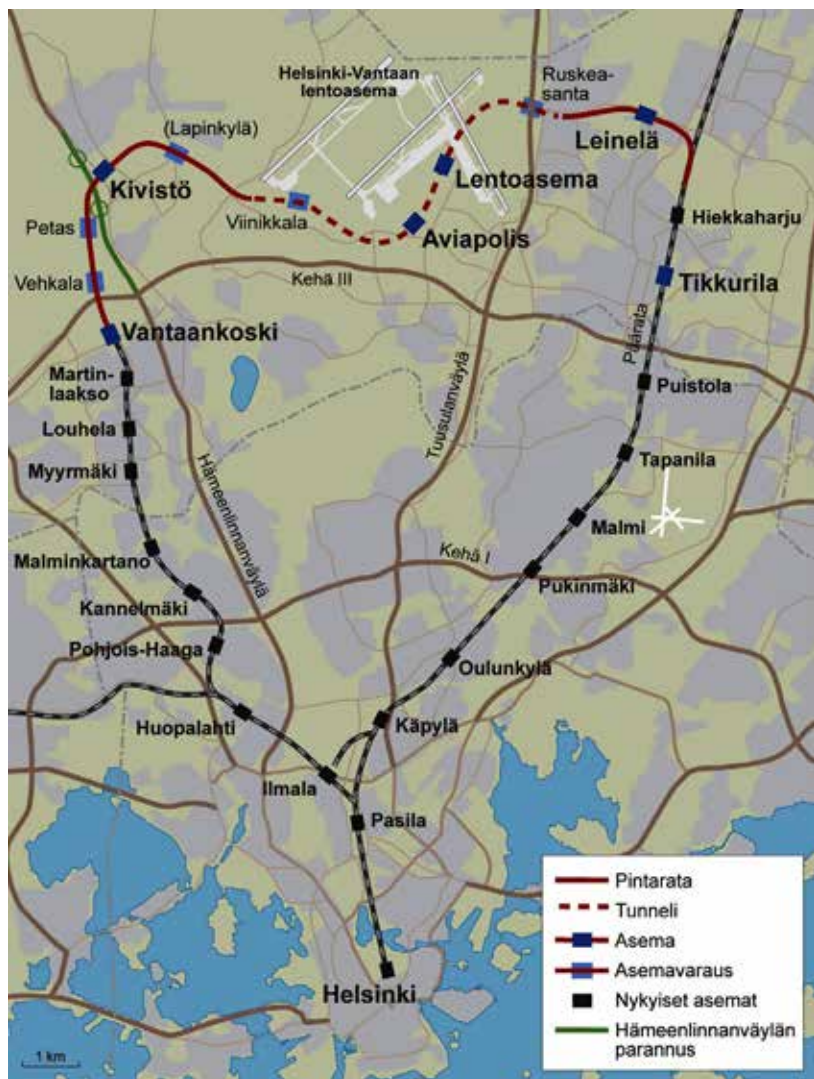 Helsinki-Vantaan
lentoasema
Ruskea-
santa
(Lapinkylä)
Leinelä
Kivistö
Lentoasema
Viinikkala
Aviapolis
Hiekkaharju
Petas
Vehkala
Kehä III
Tikkurila
Vantaankoski
Päärata
Martin-
laakso
Puistola
Louhela
Tuusulanväylä
Myyrmäki
Hämeenlinnanväylä
Tapanila
Malmi
Malminkartano
Kehä I
Kannelmäki
Pukinmäki
Pohjois-Haaga
Oulunkylä
Huopalahti
Käpylä
Ilmala
Pasila
Helsinki
1 km
Pintarata
Tunneli
Asema
Asemavaraus
Nykyiset asemat
Hämeenlinnanväylän
parannus